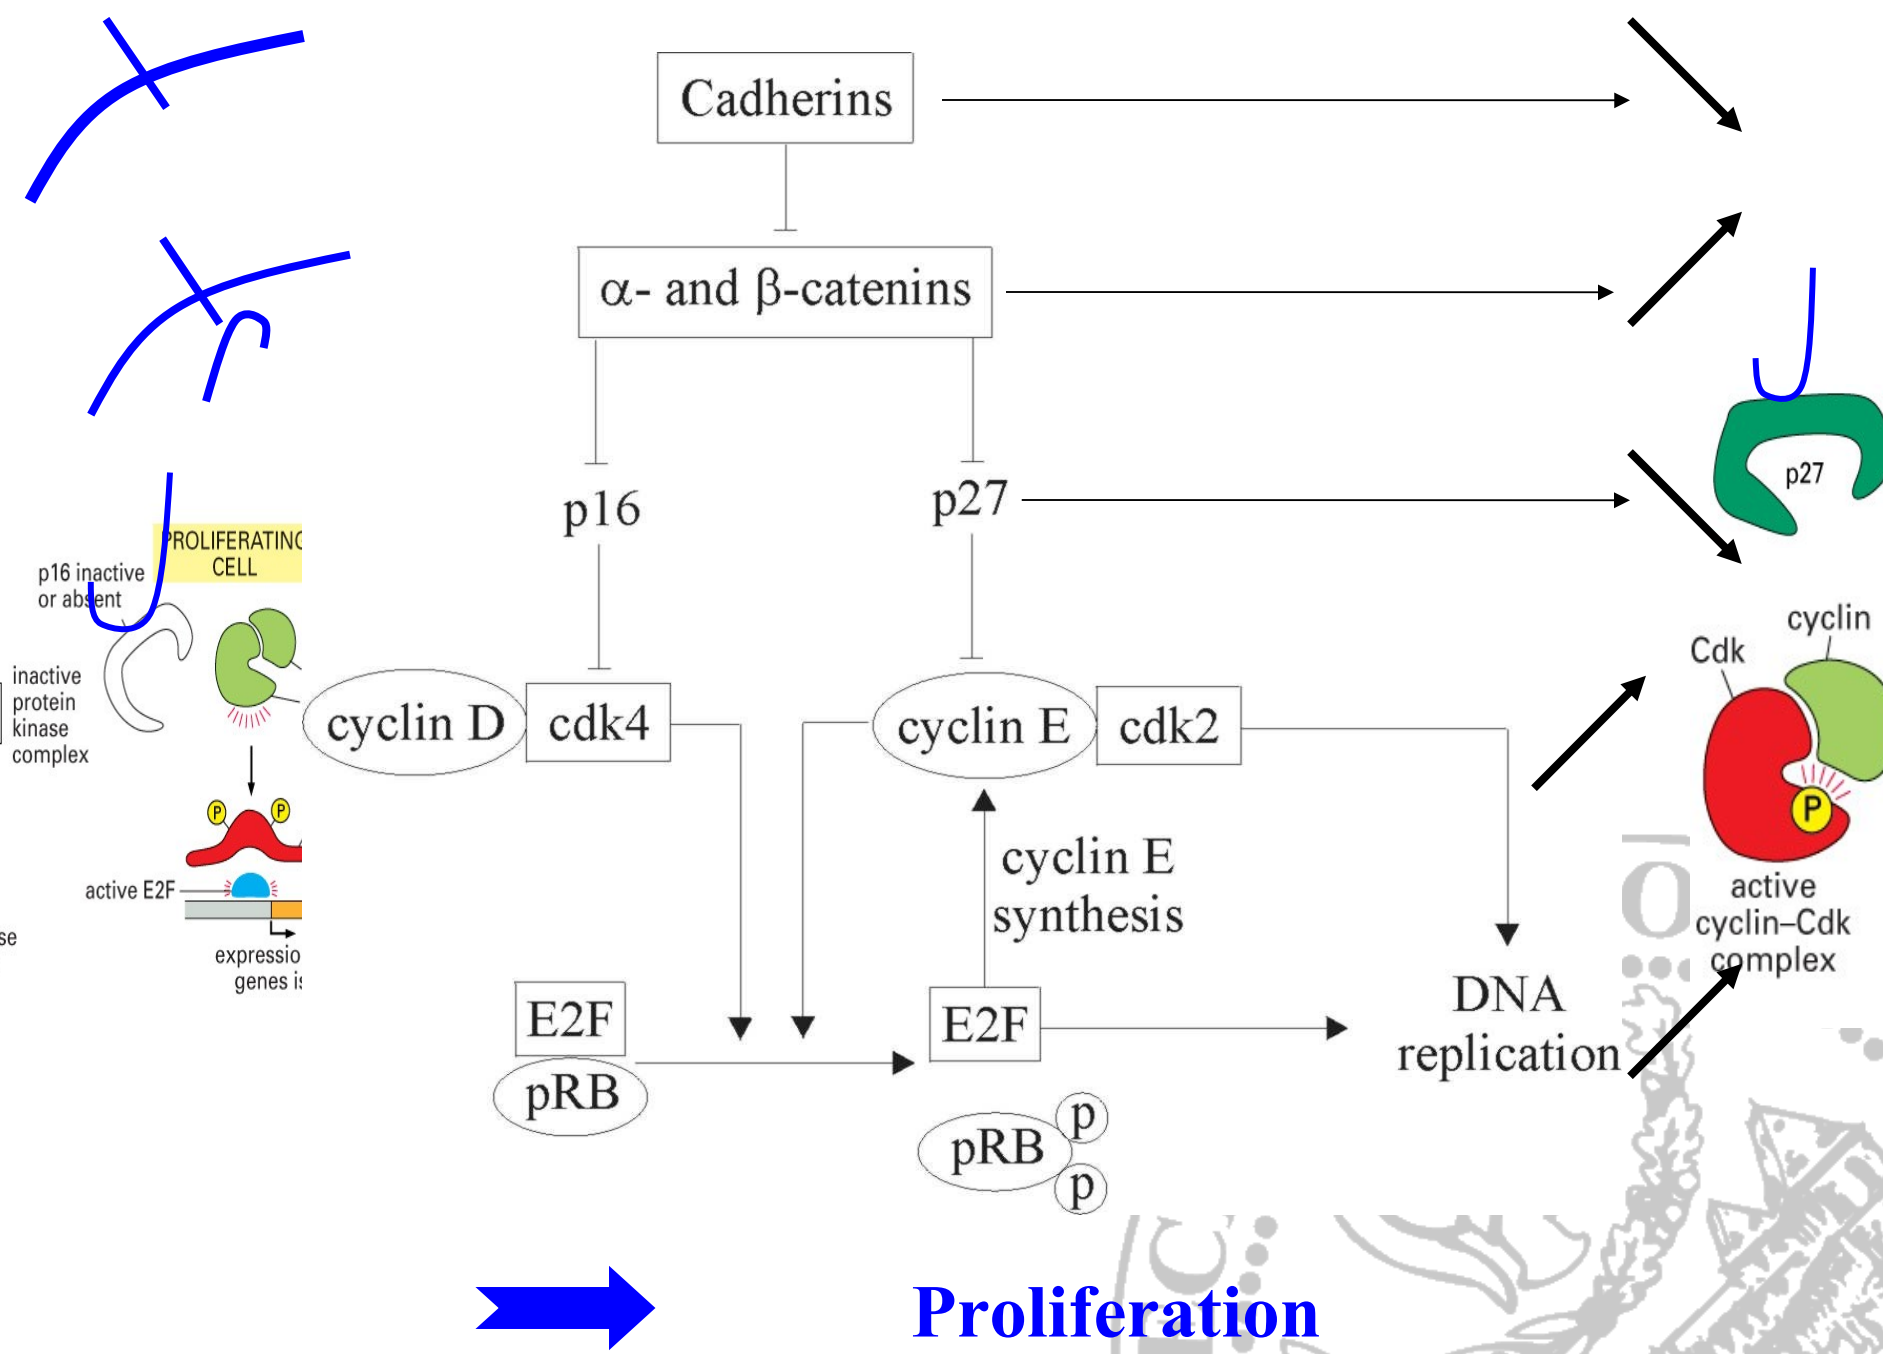 Cadherins
α- and β-catenins
p16
p27
p27
PROLIFERATING
CELL
p16 inactive
or absent
inactive
protein
kinase
complex
cyclin D
cdk4
cyclin E
cdk2
cyclin
Cdk
P
P
P
active E2F
expressio
genes is
se
cyclin E
synthesis
active
cyclin–Cdk
complex
E2F
pRB
E2F
pRB
p
p
DNA
replication
Proliferation